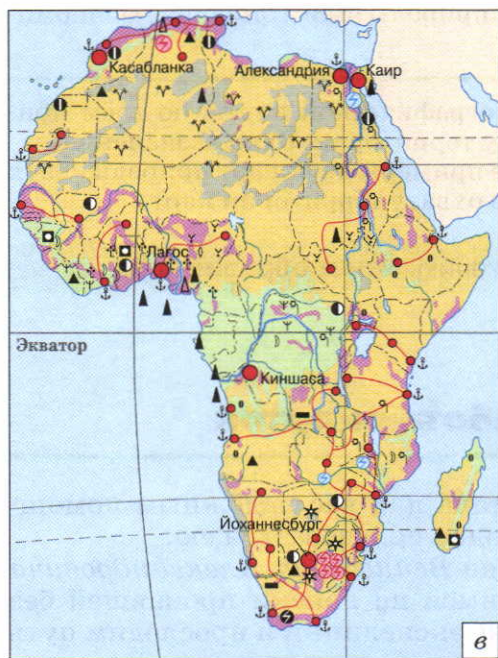 Касабланка
Александрия
Каир
Лагос
Экватор
Киншаса
Йоханнесбург
в